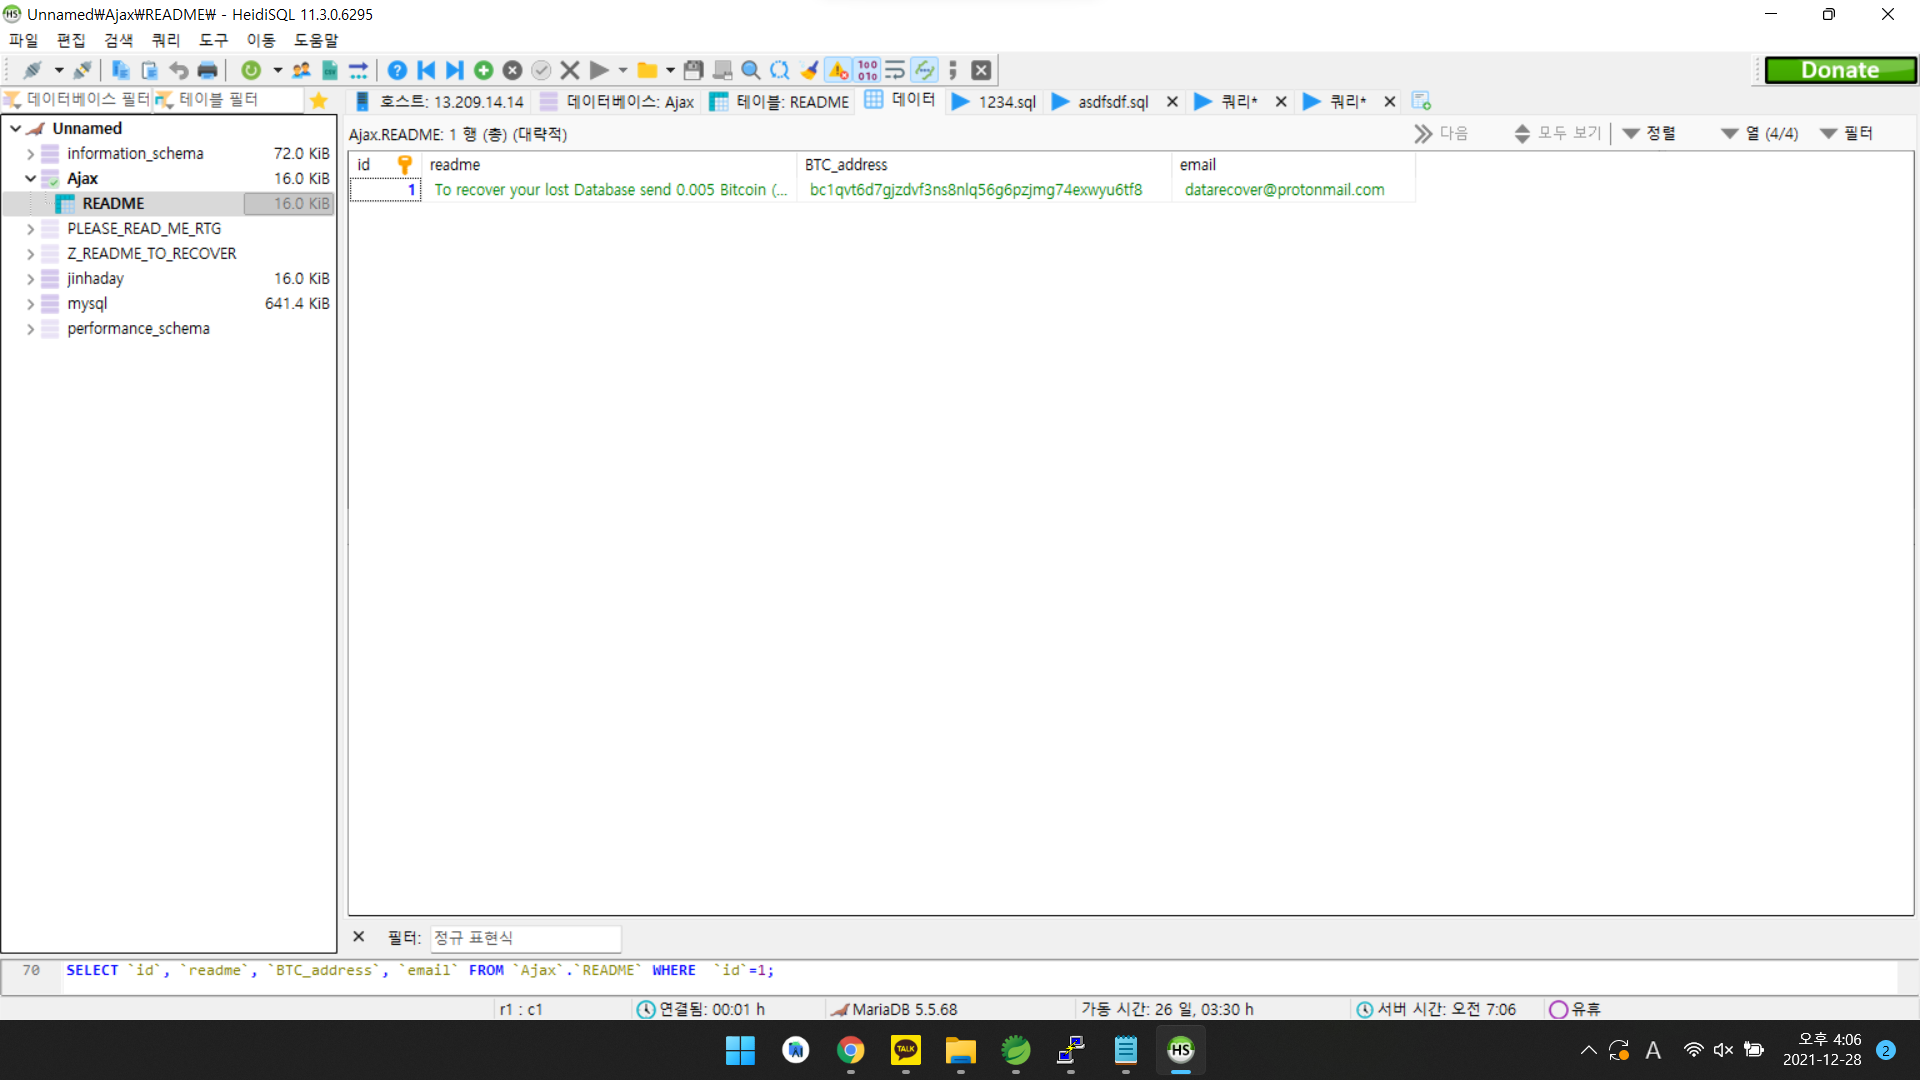 Unnamed₩Ajax₩README₩ - HeidiSQL 11.3.0.6295
파일 편집 검색 쿼리 도구 이동 도움말
Donate
데이터베이스 필터 테이블 필터
호스트: 13.209.14.14 데이터베이스: Ajax 테이블: README 데이터 1234.sql asdfsdf.sql 쿼리* 쿼리*
Unnamed
information_schema 72.0 KiB
Ajax 16.0 KiB
README 16.0 KiB
PLEASE_READ_ME_RTG
Z_README_TO_RECOVER
jinhaday 16.0 KiB
mysql 641.4 KiB
performance_schema
Ajax.README: 1 행 (총) (대략적) 다음 모두 보기 정렬 열 (4/4) 필터
id readme BTC_address email
1 To recover your lost Database send 0.005 Bitcoin (... bc1qvt6d7gjzdvf3ns8nlq56g6pzjmg74exwyu6tf8 datarecover@protonmail.com
필터: 정규 표현식
70 SELECT `id`, `readme`, `BTC_address`, `email` FROM `Ajax`.`README` WHERE `id`=1;
r1 : c1 연결됨: 00:01 h MariaDB 5.5.68 가동 시간: 26 일, 03:30 h 서버 시간: 오전 7:06 유휴
TALK
HS
A
오후 4:06
2021-12-28
2